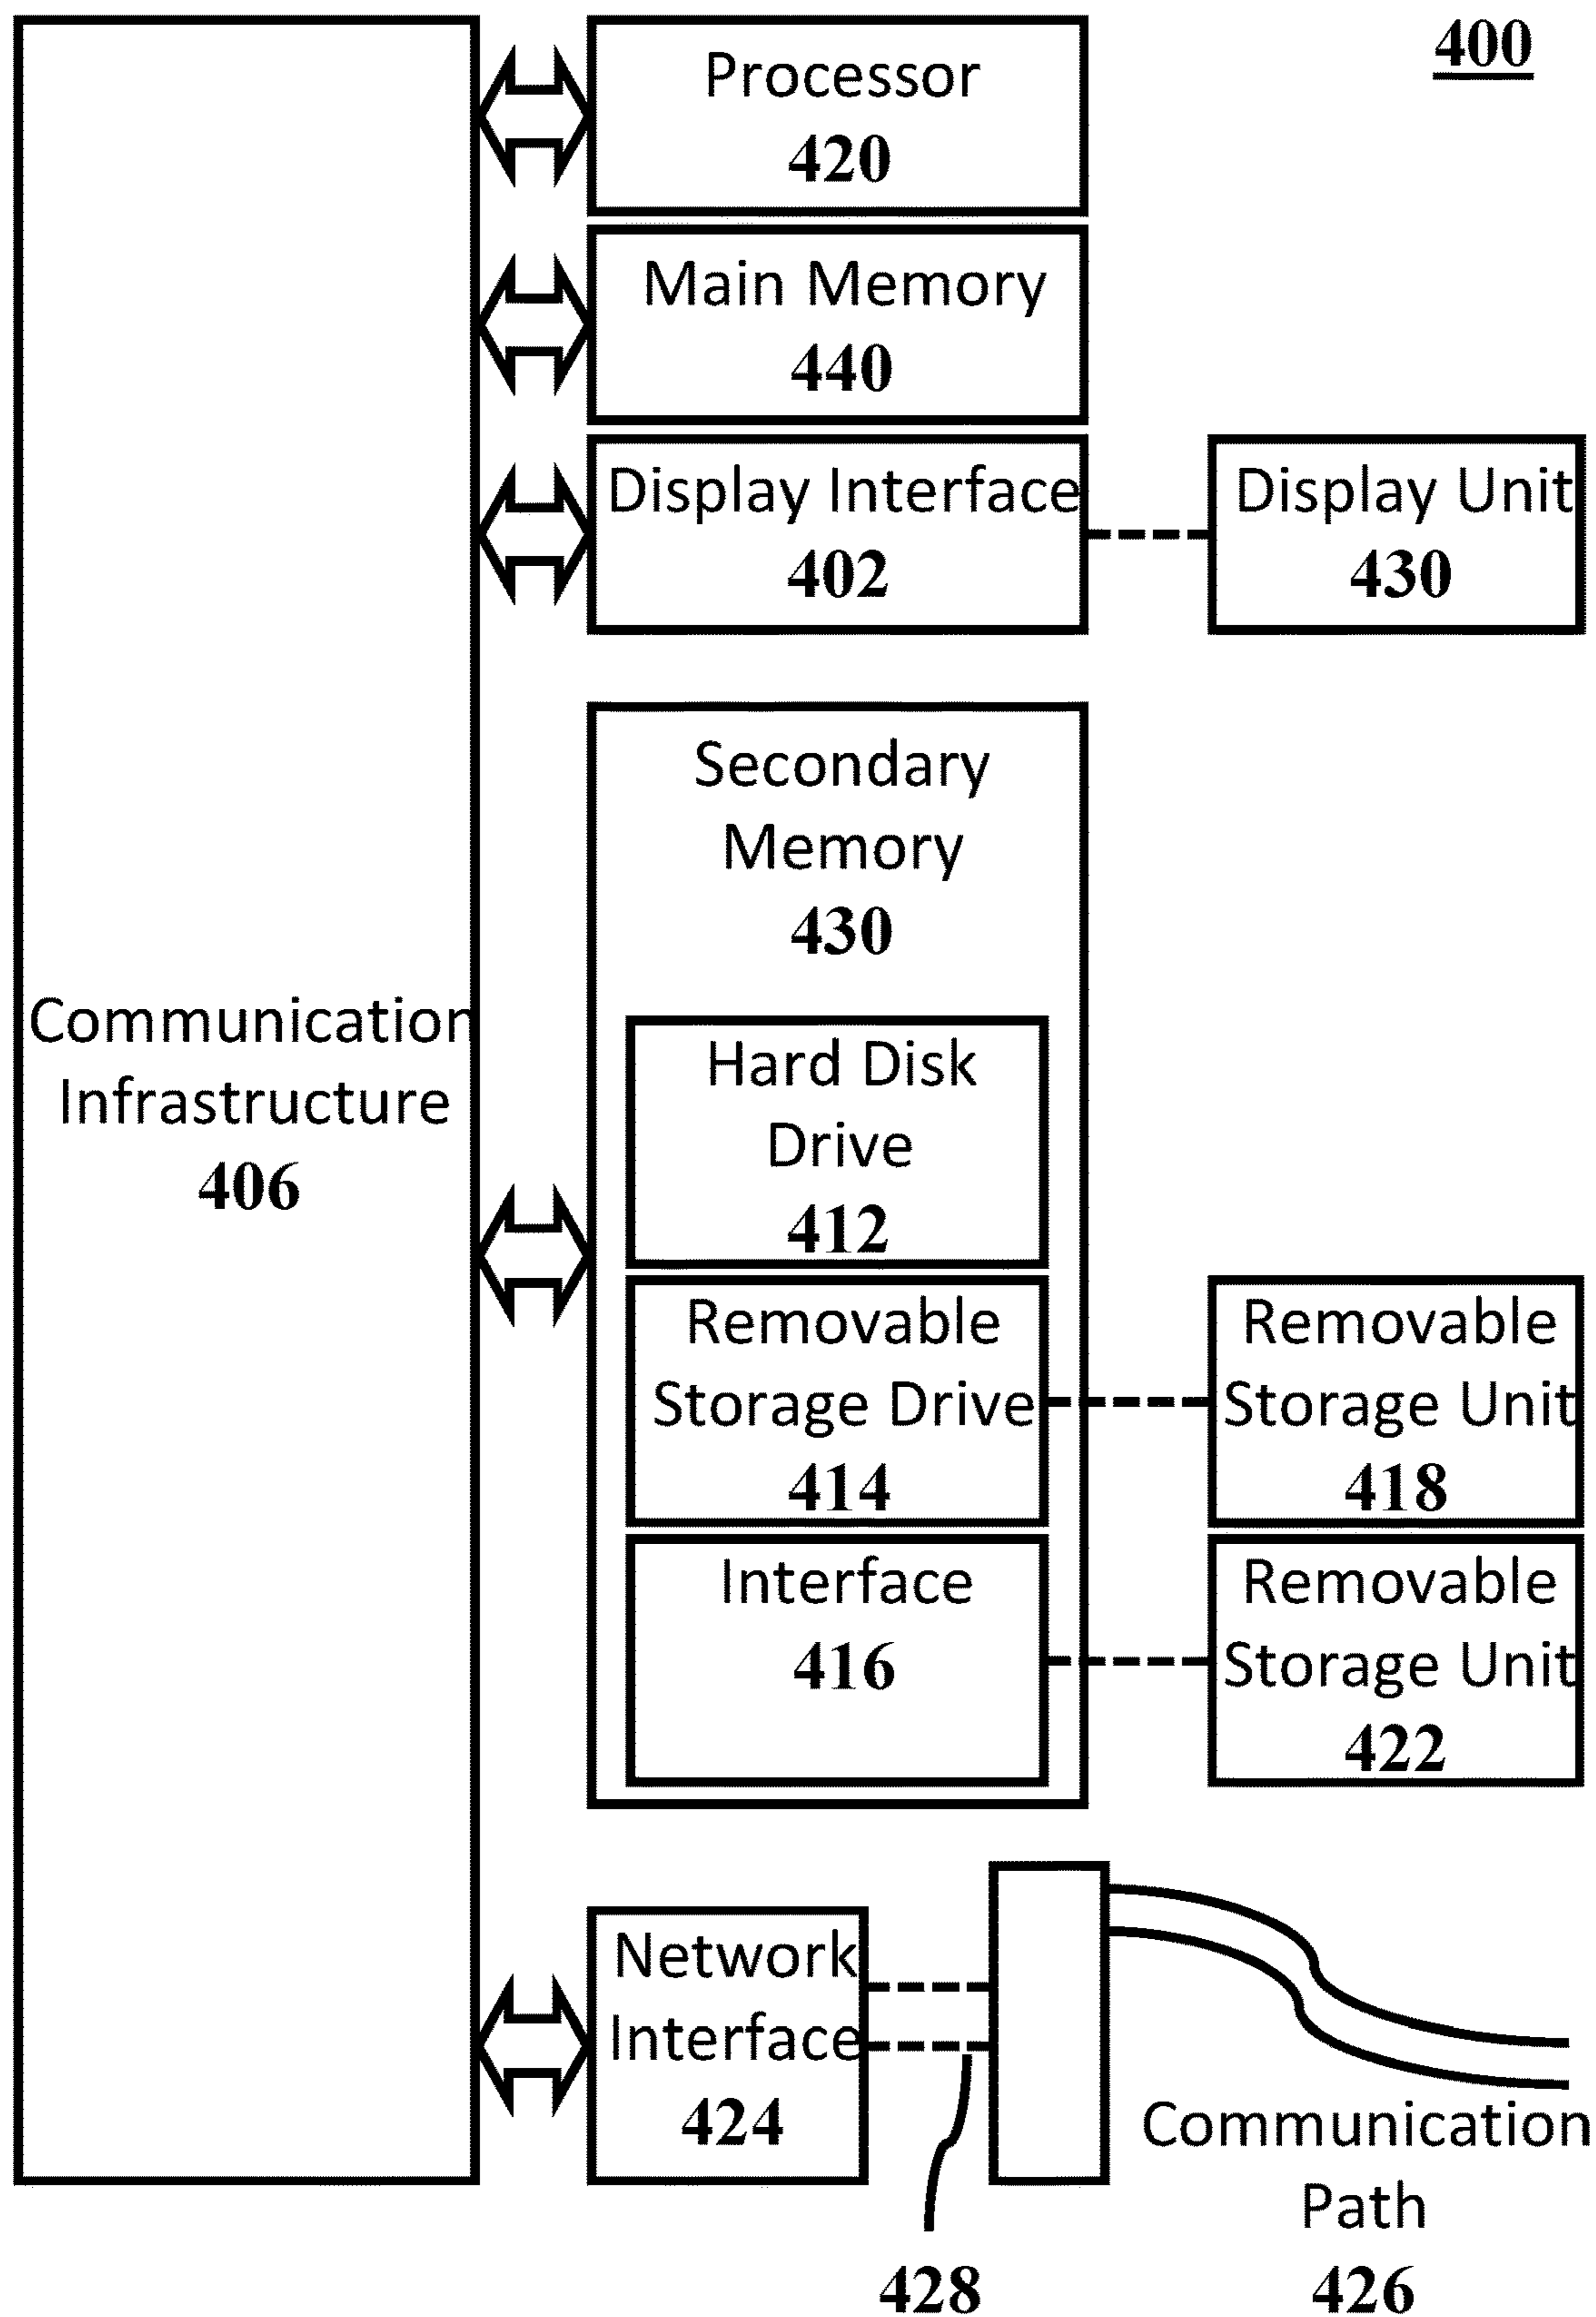 400
Processor
420
Main Memory
440
Display Interface
402
Display Unit
430
Secondary
Memory
430
Communication
Infrastructure
406
Hard Disk
Drive
412
Removable
Storage Drive
414
Removable
Storage Unit
418
Interface
416
Removable
Storage Unit
422
Network
Interface
424
428
Communication
Path
426